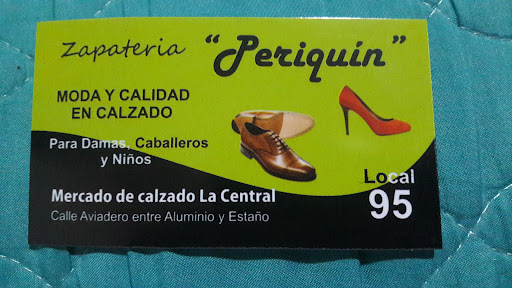 Zapateria "Periquín"
MODA Y CALIDAD
EN CALZADO
Para Damas, Caballeros
y Niños
Local
95
Mercado de calzado La Central
Calle Aviadero entre Aluminio y Estaño